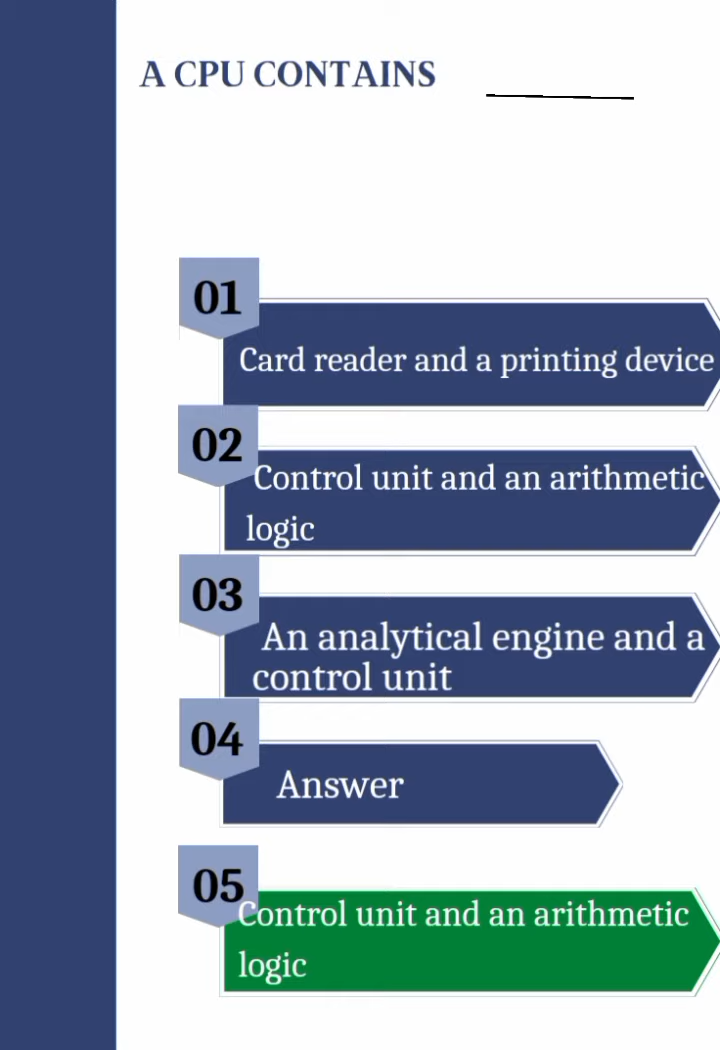 A CPU CONTAINS
01
Card reader and a printing device
02
Control unit and an arithmetic
logic
03
An analytical engine and a
control unit
04
Answer
05
Control unit and an arithmetic
logic